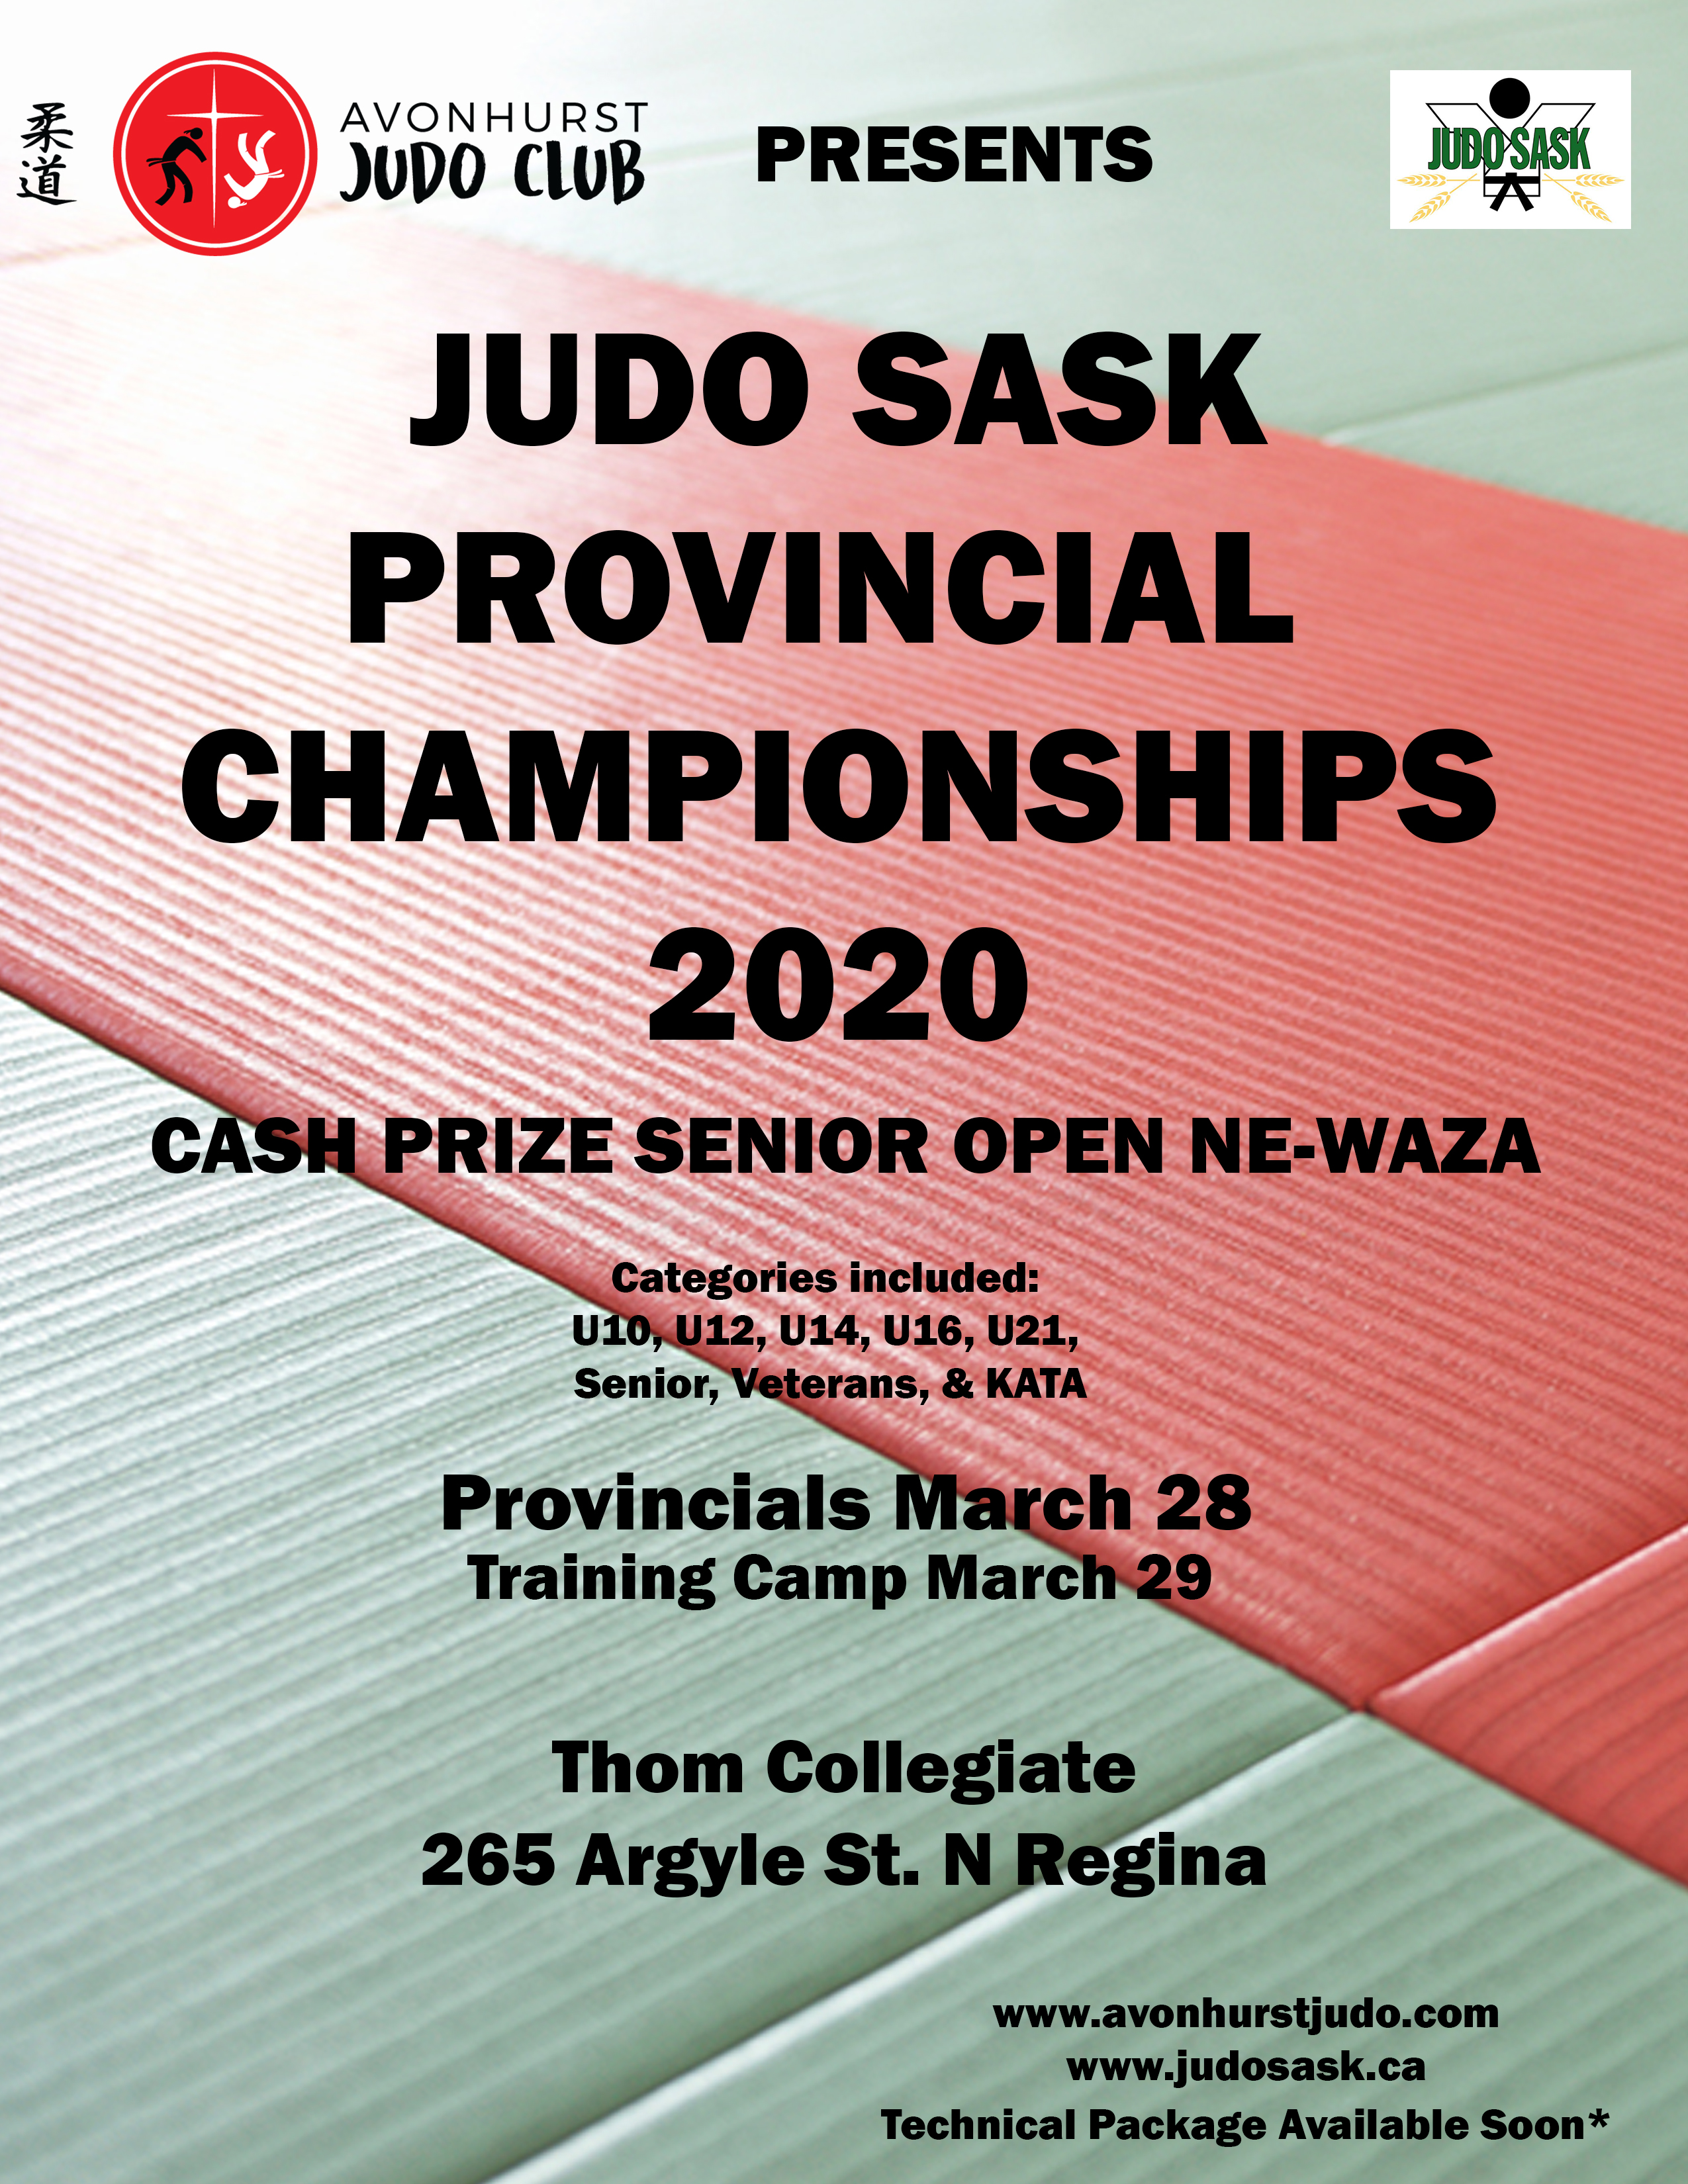 柔道
AVONHURST
JUDO CLUB
PRESENTS
JUDO SASK
JUDO SASK
PROVINCIAL
CHAMPIONSHIPS
2020
CASH PRIZE SENIOR OPEN NE-WAZA
Categories included:
U10, U12, U14, U16, U21,
Senior, Veterans, & KATA
Provincials March 28
Training Camp March 29
Thom Collegiate
265 Argyle St. N Regina
www.avonhurstjudo.com
www.judosask.ca
Technical Package Available Soon*